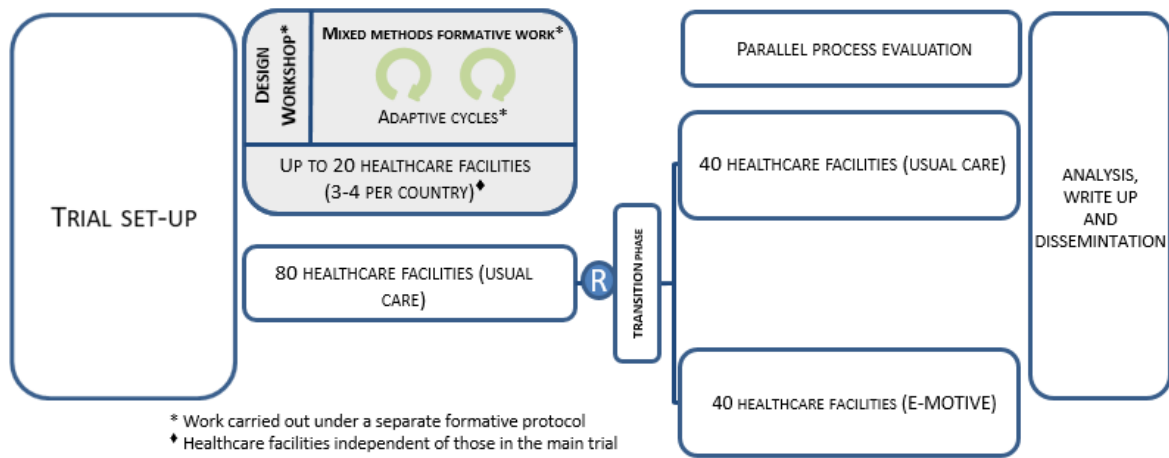 TRIAL SET-UP
DESIGN
WORKSHOP*
MIXED METHODS FORMATIVE WORK*
ADAPTIVE CYCLES*
UP TO 20 HEALTHCARE FACILITIES
(3-4 PER COUNTRY)♦
80 HEALTHCARE FACILITIES (USUAL
CARE)
R
TRANSITION PHASE
PARALLEL PROCESS EVALUATION
40 HEALTHCARE FACILITIES (USUAL CARE)
40 HEALTHCARE FACILITIES (E-MOTIVE)
ANALYSIS,
WRITE UP
AND
DISSEMINTATION
* Work carried out under a separate formative protocol
♦ Healthcare facilities independent of those in the main trial